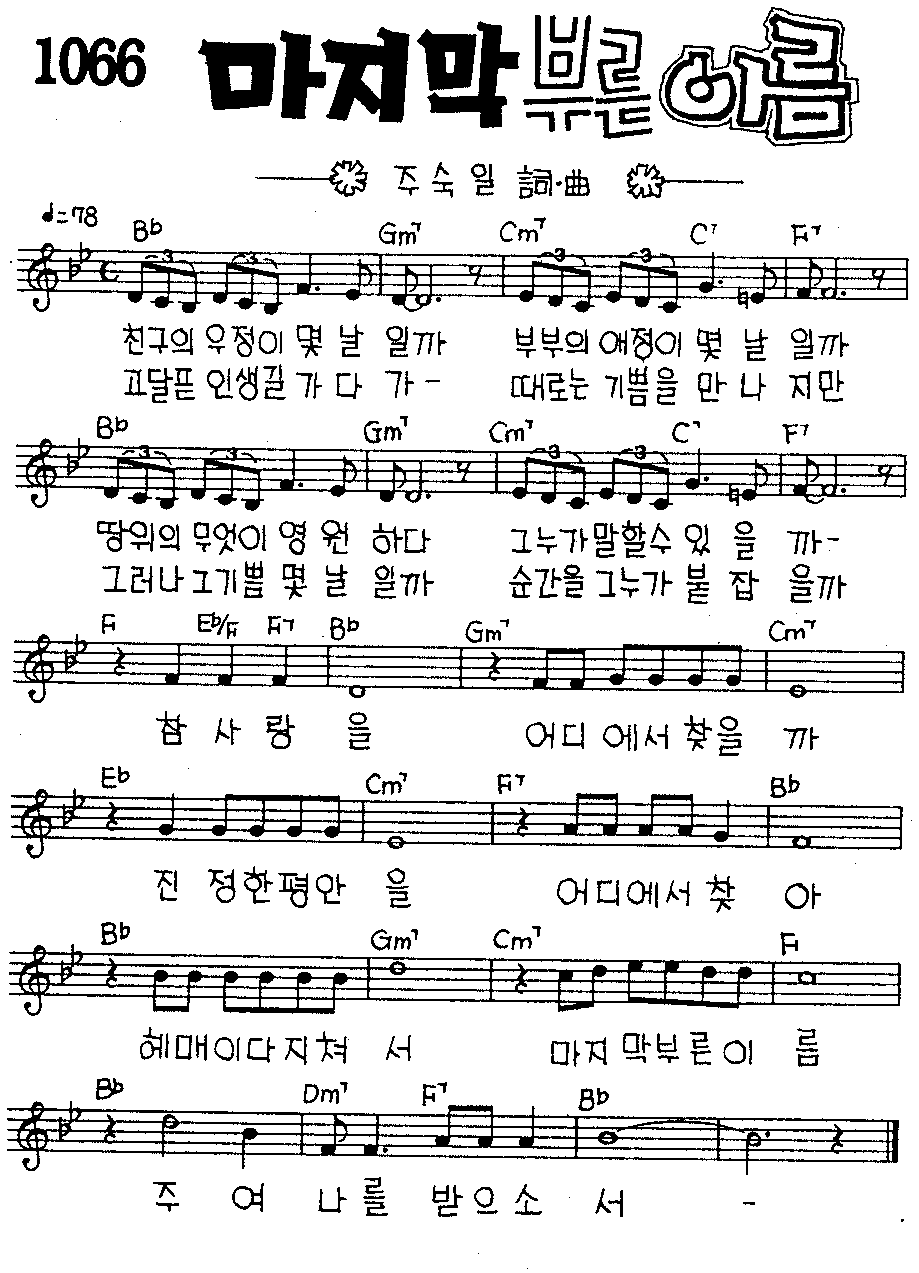 1066 마지막 부른 이름
주숙일 詞·曲
♩=78
Bb Gm7 Cm7 C7 F7
3 3 3 3
친구의 우정이 몇 날 일까 부부의 애정이 몇 날 일까
고달픈 인생길 가 다 가 - 때로는 기쁨을 만 나 지만
Bb Gm7 Cm7 C7 F7
3 3 3 3
땅위의 무엇이 영 원 하다 그누가 말할수 있 을 까-
그러나 그기쁨 몇 날 일까 순간을 그누가 붙 잡 을까
F Eb/F F7 Bb Gm7 Cm7
참 사 랑 을 어디 에서 찾을 까
Eb Cm7 F7 Bb
진 정한평안 을 어디에서 찾 아
Bb Gm7 Cm7 F
헤매이다 지쳐 서 마지 막부른이 름
Bb Dm7 F7 Bb
주 여 나를 받으소 서 -